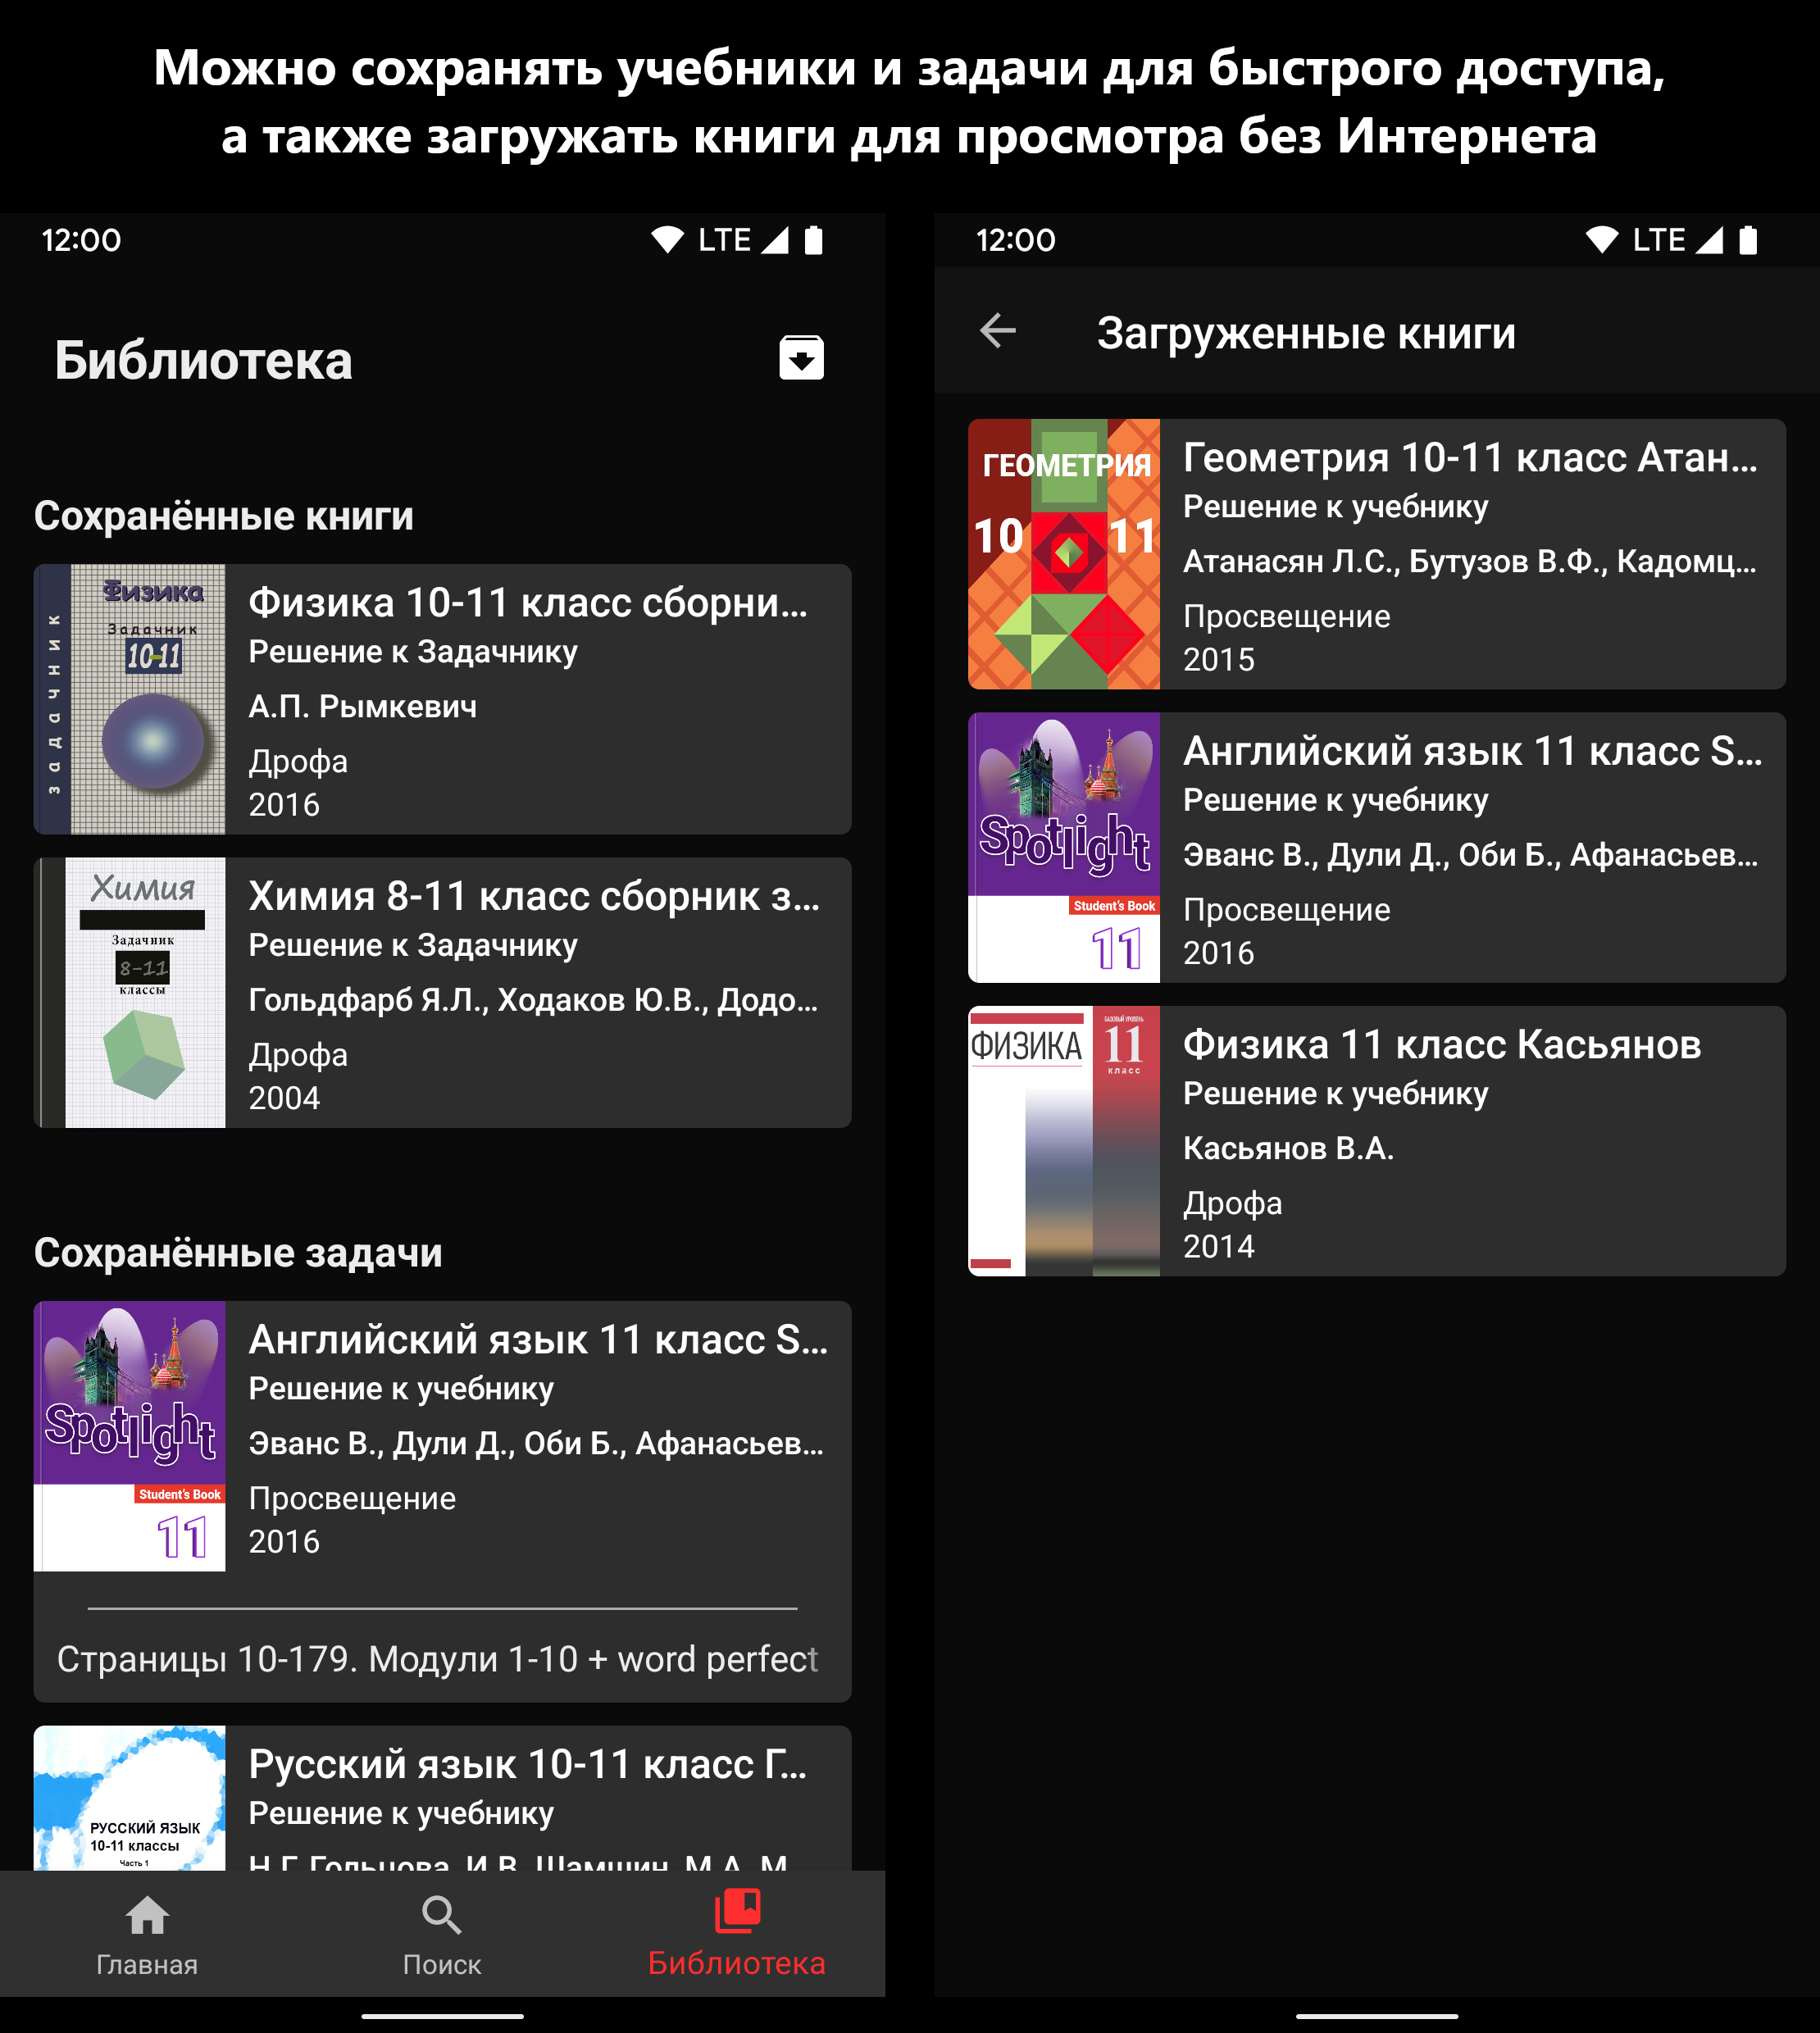 Можно сохранять учебники и задачи для быстрого доступа,
а также загружать книги для просмотра без Интернета
12:00
LTE
Библиотека
Сохранённые книги
задачник
Физика
Задачник
10-11
Физика 10-11 класс сборни...
Решение к Задачнику
А.П. Рымкевич
Дрофа
2016
Химия
Задачник
8-11
классы
Химия 8-11 класс сборник з...
Решение к Задачнику
Гольдфарб Я.Л., Ходаков Ю.В., Додо...
Дрофа
2004
Сохранённые задачи
Spotlight
Student's Book
11
Английский язык 11 класс S...
Решение к учебнику
Эванс В., Дули Д., Оби Б., Афанасьев...
Просвещение
2016
Страницы 10-179. Модули 1-10 + word perfect
РУССКИЙ ЯЗЫК
10-11 классы
Часть 1
Русский язык 10-11 класс Г...
Решение к учебнику
Н.Г. Гольцова, И.В. Шамшин, М.А. М...
Главная
Поиск
Библиотека
12:00
LTE
Загруженные книги
ГЕОМЕТРИЯ
10 11
Геометрия 10-11 класс Атан...
Решение к учебнику
Атанасян Л.С., Бутузов В.Ф., Кадомц...
Просвещение
2015
Spotlight
Student's Book
11
Английский язык 11 класс S...
Решение к учебнику
Эванс В., Дули Д., Оби Б., Афанасьев...
Просвещение
2016
ФИЗИКА
БАЗОВЫЙ УРОВЕНЬ
11
класс
Физика 11 класс Касьянов
Решение к учебнику
Касьянов В.А.
Дрофа
2014